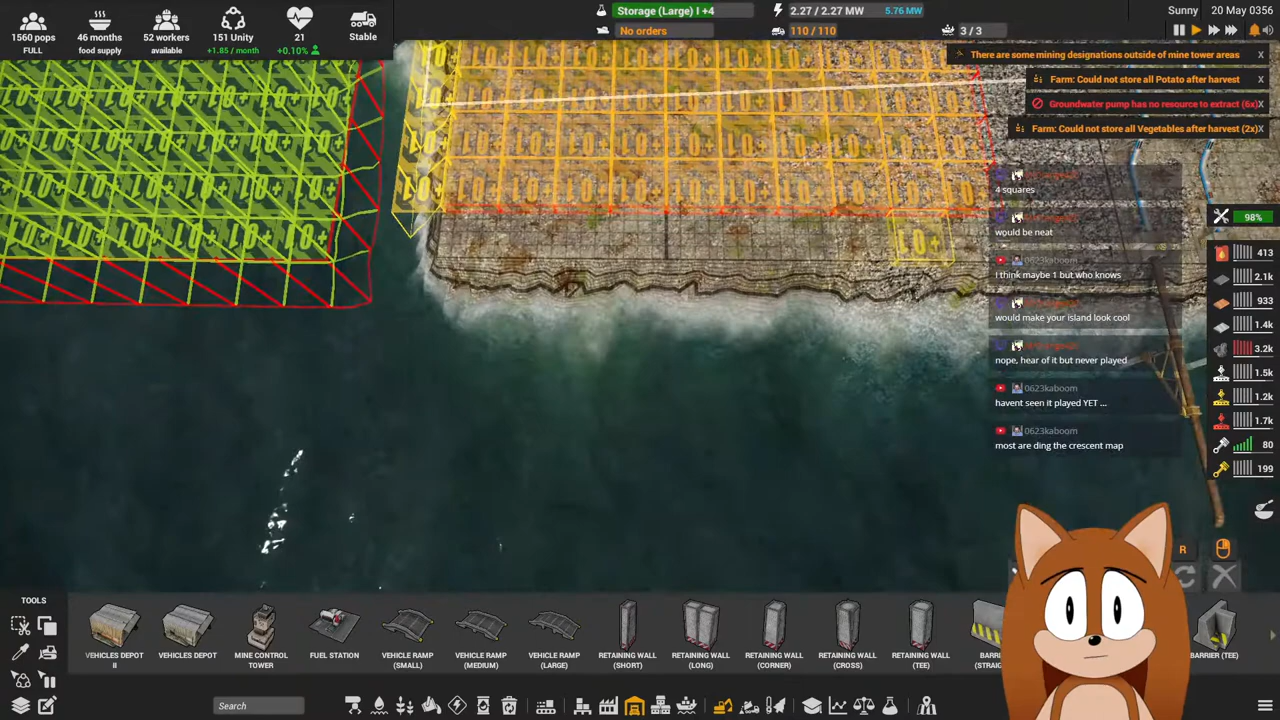 1560 pops
FULL
46 months
food supply
52 workers
available
151 Unity
+1.85 / month
21
+0.10%
Stable
Storage (Large) I +4
No orders
2.27 / 2.27 MW
5.76 MW
110 / 110
3 / 3
Sunny
20 May 0356
There are some mining designations outside of mine tower areas X
Farm: Could not store all Potato after harvest X
Groundwater pump has no resource to extract (6x) X
Farm: Could not store all Vegetables after harvest (2x) X
4 squares
would be neat
0623kaboom
I think maybe 1 but who knows
would make your island look cool
nope, hear of it but never played
0623kaboom
havent seen it played YET ...
0623kaboom
most are ding the crescent map
98%
413
2.1k
933
1.4k
3.2k
1.5k
1.2k
1.7k
80
199
R
TOOLS
VEHICLES DEPOT II
VEHICLES DEPOT
MINE CONTROL TOWER
FUEL STATION
VEHICLE RAMP (SMALL)
VEHICLE RAMP (MEDIUM)
VEHICLE RAMP (LARGE)
RETAINING WALL (SHORT)
RETAINING WALL (LONG)
RETAINING WALL (CORNER)
RETAINING WALL (CROSS)
RETAINING WALL (TEE)
BARRIER (TEE)
Search